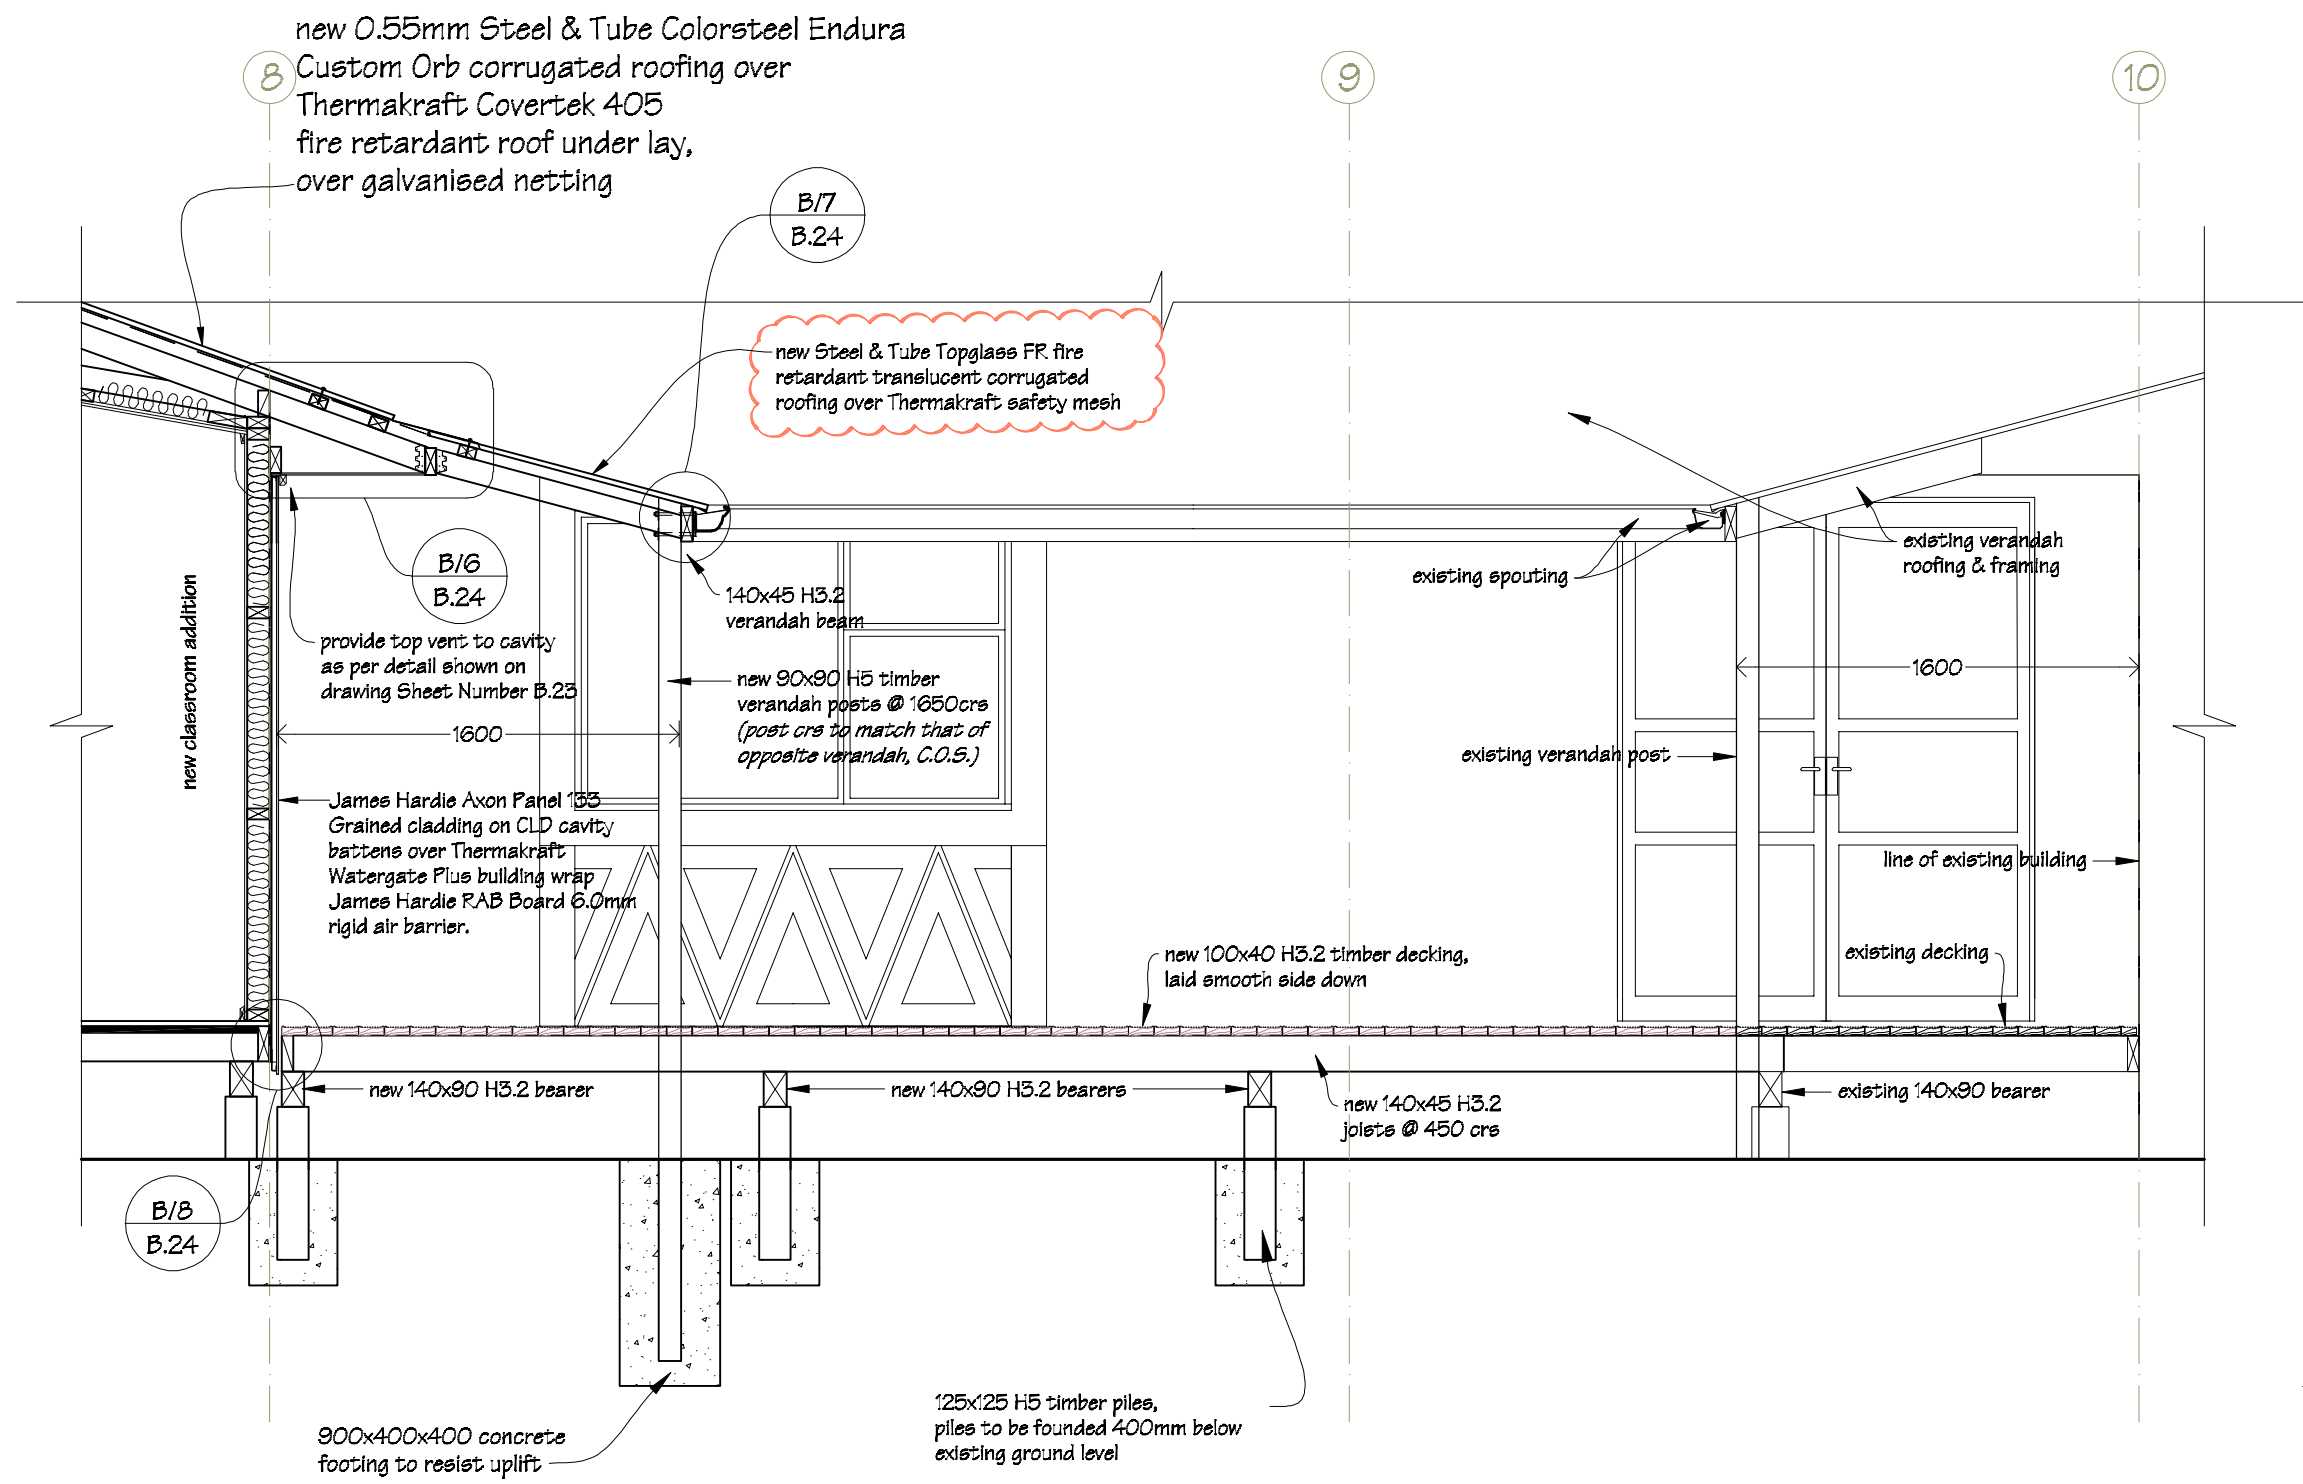 new 0.55mm Steel & Tube Colorsteel Endura
Custom Orb corrugated roofing over
Thermakraft Covertek 405
fire retardant roof under lay,
over galvanised netting
8
9
10
B/7
B.24
new Steel & Tube Topglass FR fire
retardant translucent corrugated
roofing over Thermakraft safety mesh
B/6
B.24
existing verandah
roofing & framing
existing spouting
140x45 H3.2
verandah beam
new classroom addition
provide top vent to cavity
as per detail shown on
drawing Sheet Number B.23
new 90x90 H5 timber
verandah posts @ 1650crs
(post crs to match that of
opposite verandah, C.O.S.)
1600
1600
existing verandah post
James Hardie Axon Panel 133
Grained cladding on CLD cavity
battens over Thermakraft
Watergate Plus building wrap
James Hardie RAB Board 6.0mm
rigid air barrier.
line of existing building
new 100x40 H3.2 timber decking,
laid smooth side down
existing decking
new 140x90 H3.2 bearer
new 140x90 H3.2 bearers
new 140x45 H3.2
joists @ 450 crs
existing 140x90 bearer
B/8
B.24
900x400x400 concrete
footing to resist uplift
125x125 H5 timber piles,
piles to be founded 400mm below
existing ground level